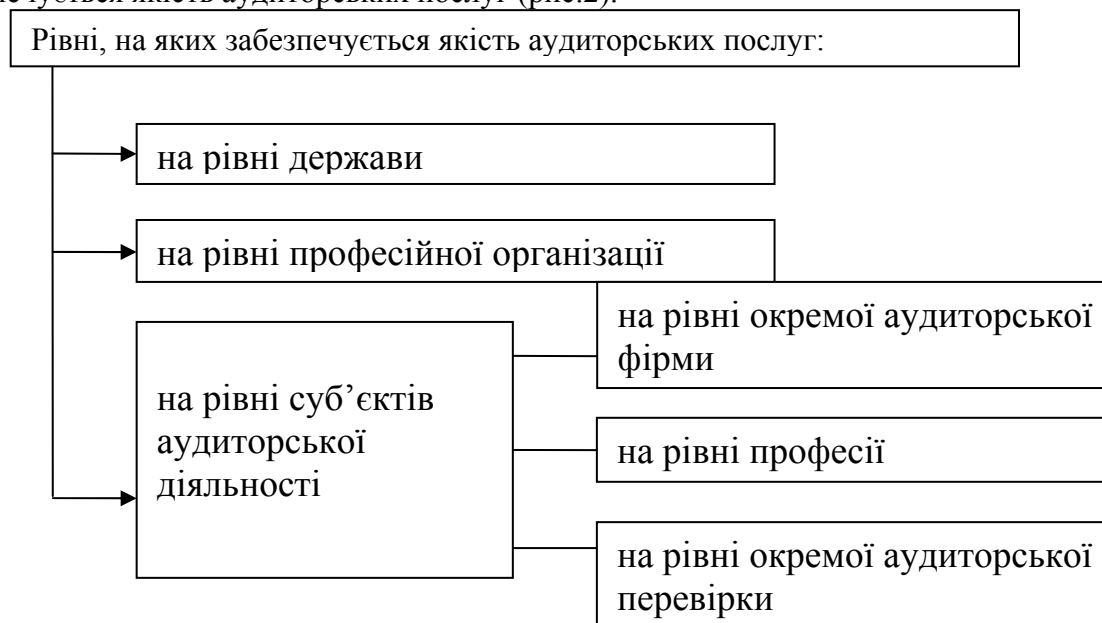 якість аудиторських послуг (рис.2).
Рівні, на яких забезпечується якість аудиторських послуг:
на рівні держави
на рівні професійної організації
на рівні суб’єктів
аудиторської
діяльності
на рівні окремої аудиторської
фірми
на рівні професії
на рівні окремої аудиторської
перевірки